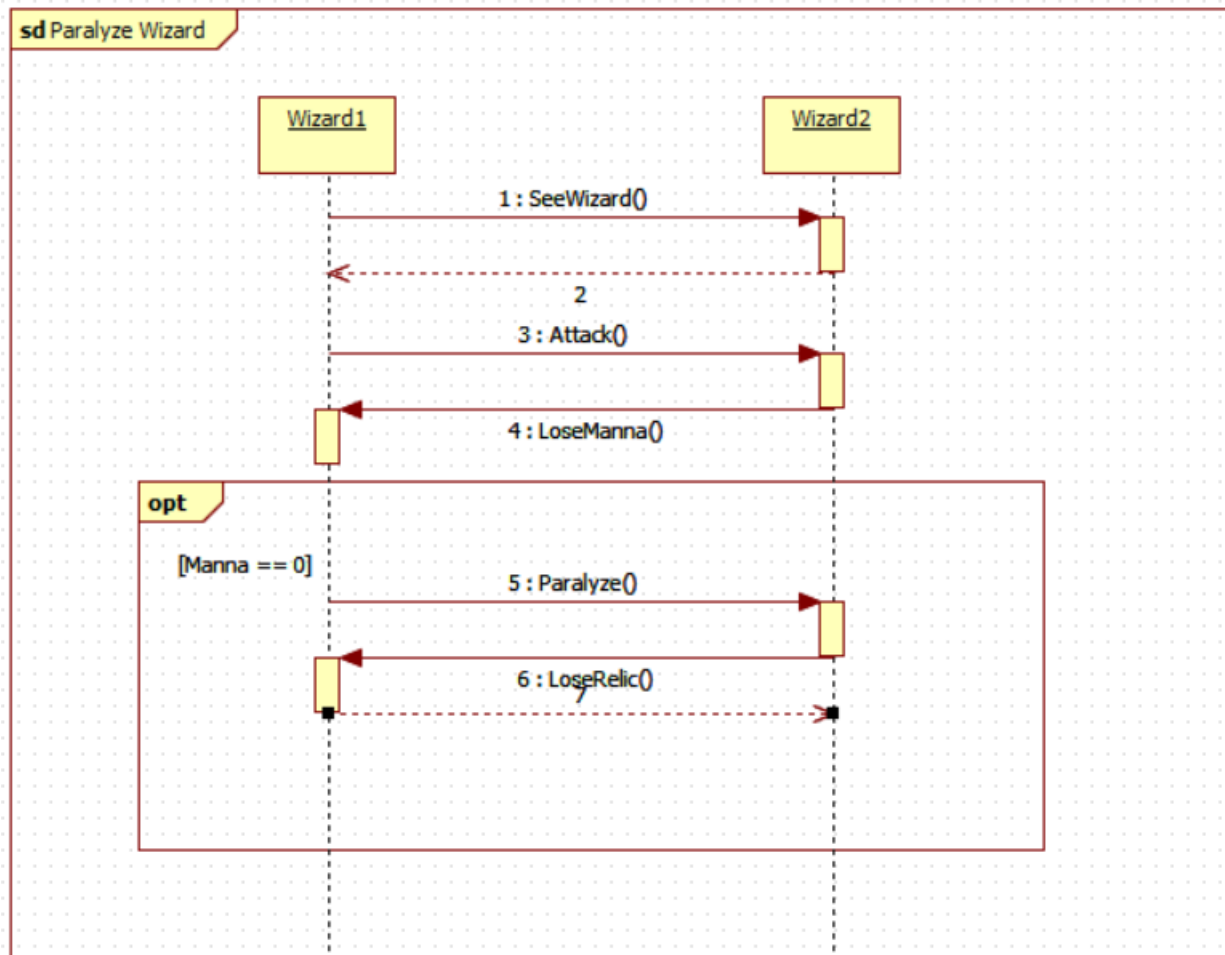 sd Paralyze Wizard
Wizard1
Wizard2
1 : SeeWizard()
2
3 : Attack()
4 : LoseManna()
opt
[Manna == 0]
5 : Paralyze()
6 : LoseRelic()
7